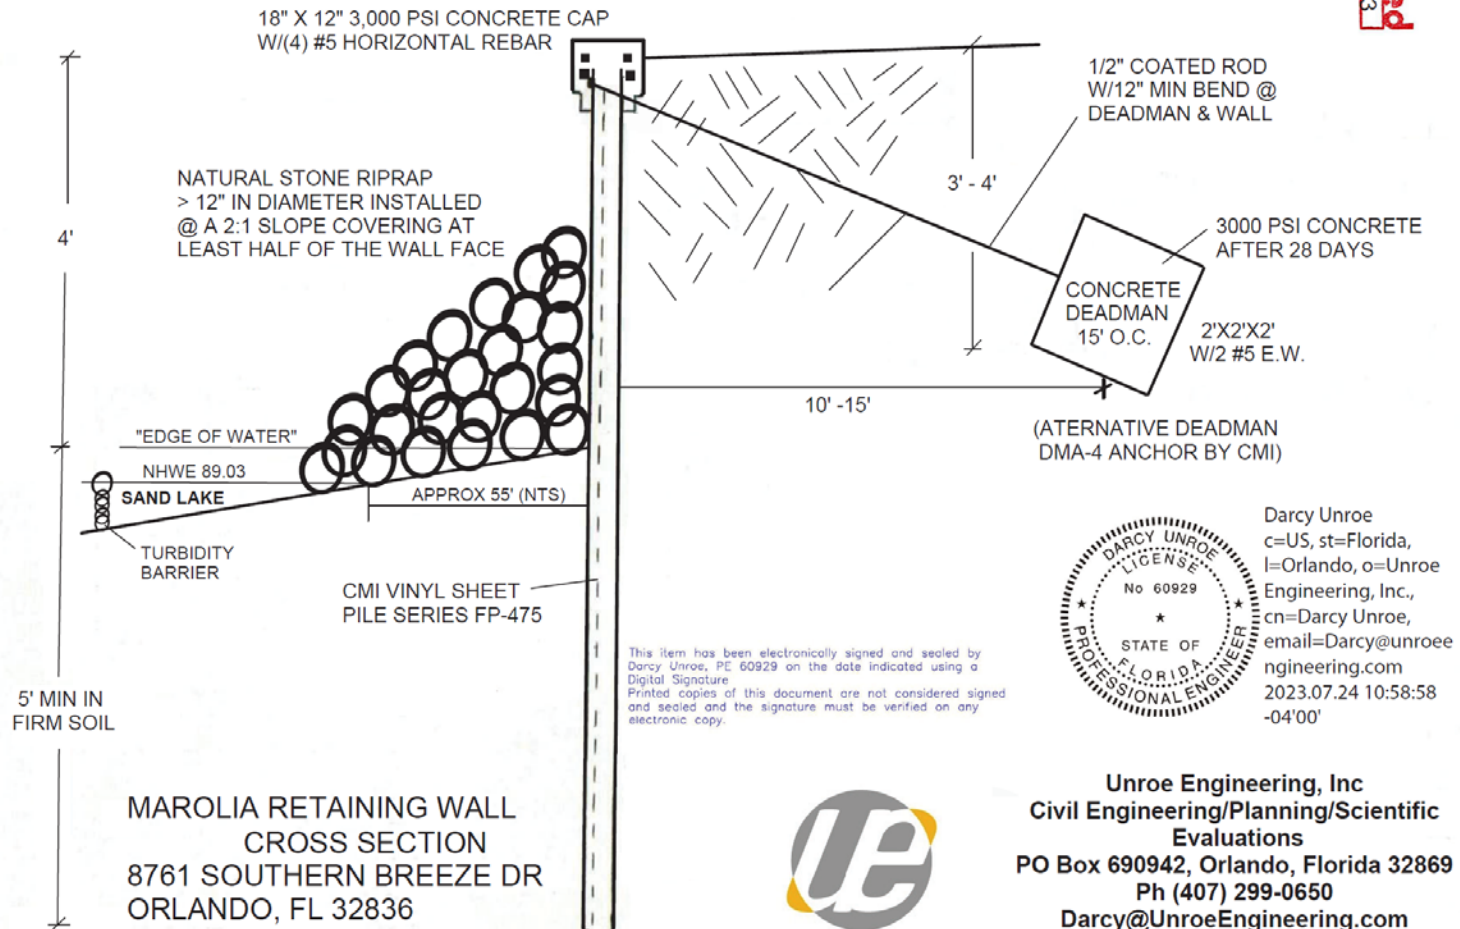 18" X 12" 3,000 PSI CONCRETE CAP
W/(4) #5 HORIZONTAL REBAR
3
1/2" COATED ROD
W/12" MIN BEND @
DEADMAN & WALL
NATURAL STONE RIPRAP
> 12" IN DIAMETER INSTALLED
@ A 2:1 SLOPE COVERING AT
LEAST HALF OF THE WALL FACE
4'
3' - 4'
3000 PSI CONCRETE
AFTER 28 DAYS
CONCRETE
DEADMAN
15' O.C.
2'X2'X2'
W/2 #5 E.W.
10' -15'
(ATERNATIVE DEADMAN
DMA-4 ANCHOR BY CMI)
"EDGE OF WATER"
NHWE 89.03
SAND LAKE
APPROX 55' (NTS)
TURBIDITY
BARRIER
CMI VINYL SHEET
PILE SERIES FP-475
5' MIN IN
FIRM SOIL
This item has been electronically signed and sealed by
Darcy Unroe, PE 60929 on the date indicated using a
Digital Signature
Printed copies of this document are not considered signed
and sealed and the signature must be verified on any
electronic copy.
DARCY UNROE
LICENSE
No 60929
STATE OF
FLORIDA
PROFESSIONAL ENGINEER
Darcy Unroe
c=US, st=Florida,
l=Orlando, o=Unroe
Engineering, Inc.,
cn=Darcy Unroe,
email=Darcy@unroee
ngineering.com
2023.07.24 10:58:58
-04'00'
MAROLIA RETAINING WALL
CROSS SECTION
8761 SOUTHERN BREEZE DR
ORLANDO, FL 32836
ue
Unroe Engineering, Inc
Civil Engineering/Planning/Scientific
Evaluations
PO Box 690942, Orlando, Florida 32869
Ph (407) 299-0650
Darcy@UnroeEngineering.com